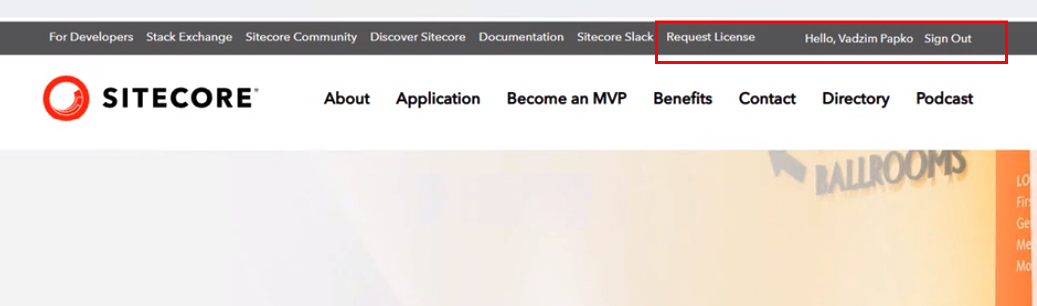 For Developers Stack Exchange Sitecore Community Discover Sitecore Documentation Sitecore Slack Request License Hello, Vadzim Papko Sign Out
SITECORE
About Application Become an MVP Benefits Contact Directory Podcast
BALLROOMS
LO
Firs
Ge
Me
Mo